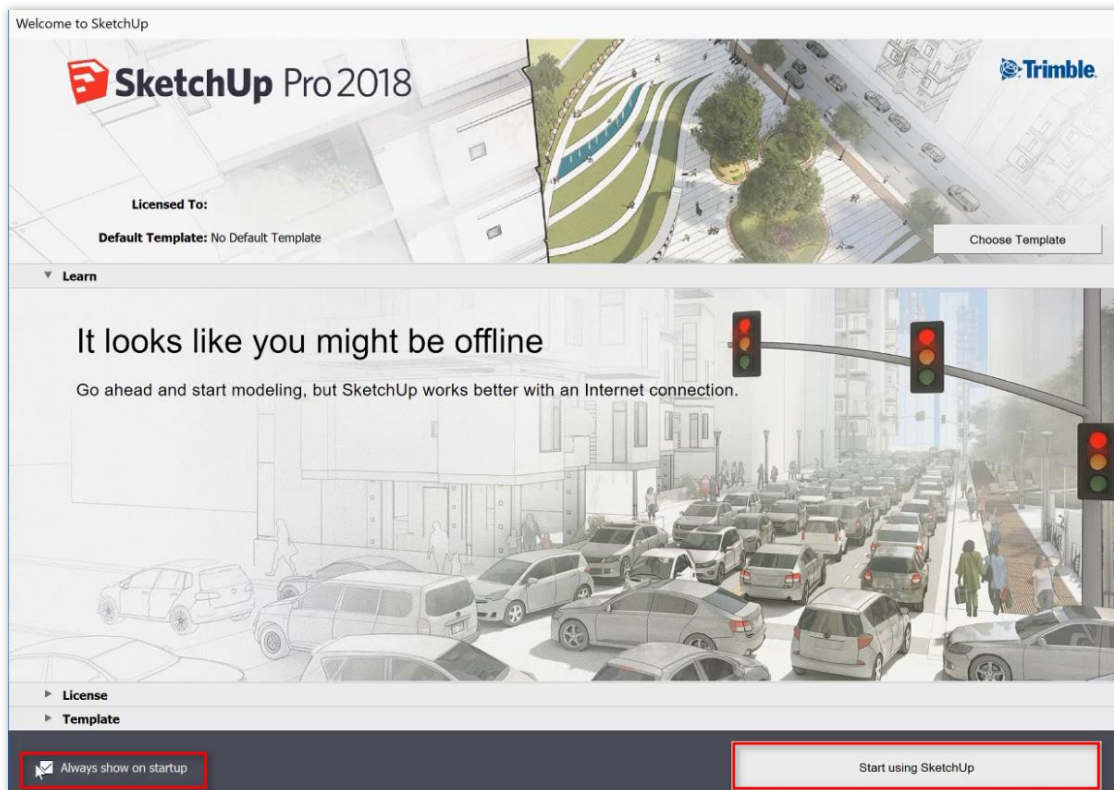 Welcome to SketchUp
SketchUp Pro 2018
Trimble
Licensed To:
Default Template: No Default Template
Choose Template
Learn
It looks like you might be offline
Go ahead and start modeling, but SketchUp works better with an Internet connection.
License
Template
Always show on startup
Start using SketchUp